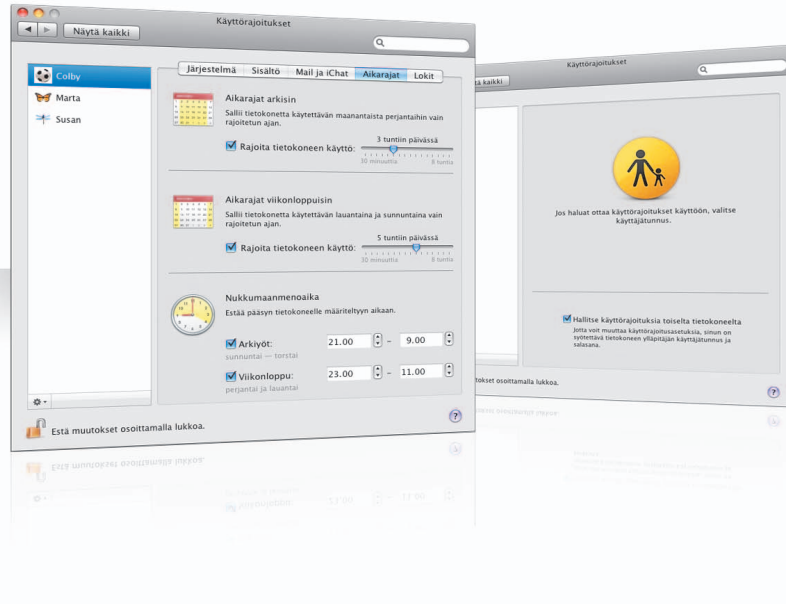 Käyttörajoitukset
Näytä kaikki
Colby
Marta
Susan
Järjestelmä Sisältö Mail ja iChat Aikarajat Lokit
Aikarajat arkisin
Sallii tietokonetta käytettävän maanantaista perjantaihin vain
rajoitetun ajan.
3 tuntiin päivässä
Rajoita tietokoneen käyttö:
30 minuuttia 8 tuntia
Aikarajat viikonloppuisin
Sallii tietokonetta käytettävän lauantaina ja sunnuntaina vain
rajoitetun ajan.
5 tuntiin päivässä
Rajoita tietokoneen käyttö:
30 minuuttia 8 tuntia
Nukkumaanmenoaika
Estää pääsyn tietokoneelle määriteltyyn aikaan.
Arkiyöt: 21.00 – 9.00
sunnuntai — torstai
Viikonloppu: 23.00 – 11.00
perjantai ja lauantai
Estä muutokset osoittamalla lukkoa.
?
Käyttörajoitukset
tä kaikki
Jos haluat ottaa käyttörajoitukset käyttöön, valitse
käyttäjätunnus.
Hallitse käyttörajoituksia toiselta tietokoneelta
Jotta voit muuttaa käyttörajoitusasetuksia, sinun on
syötettävä tietokoneen ylläpitäjän käyttäjätunnus ja
salasana.
tokset osoittamalla lukkoa.
?